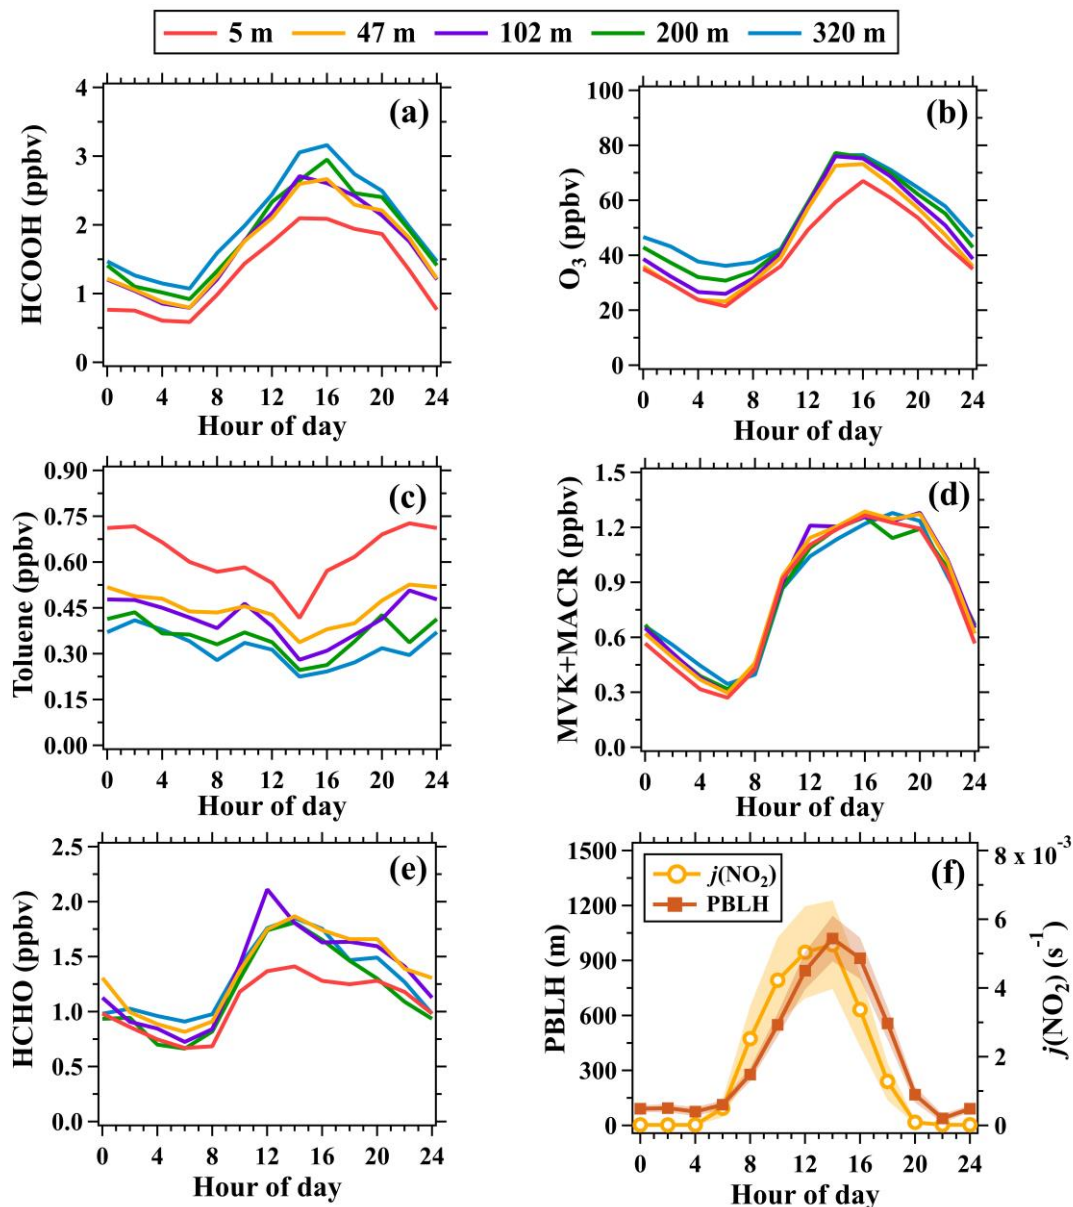 5 m 47 m 102 m 200 m 320 m
(a)
HCOOH (ppbv)
4
3
2
1
0
0 4 8 12 16 20 24
Hour of day
(b)
O3 (ppbv)
100
80
60
40
20
0
0 4 8 12 16 20 24
Hour of day
(c)
Toluene (ppbv)
0.90
0.75
0.60
0.45
0.30
0.15
0.00
0 4 8 12 16 20 24
Hour of day
(d)
MVK+MACR (ppbv)
1.5
1.2
0.9
0.6
0.3
0.0
0 4 8 12 16 20 24
Hour of day
(e)
HCHO (ppbv)
2.5
2.0
1.5
1.0
0.5
0.0
0 4 8 12 16 20 24
Hour of day
(f)
j(NO2)
PBLH
PBLH (m)
1500
1200
900
600
300
0
8 x 10^-3
6
4
2
0
j(NO2) (s^-1)
0 4 8 12 16 20 24
Hour of day